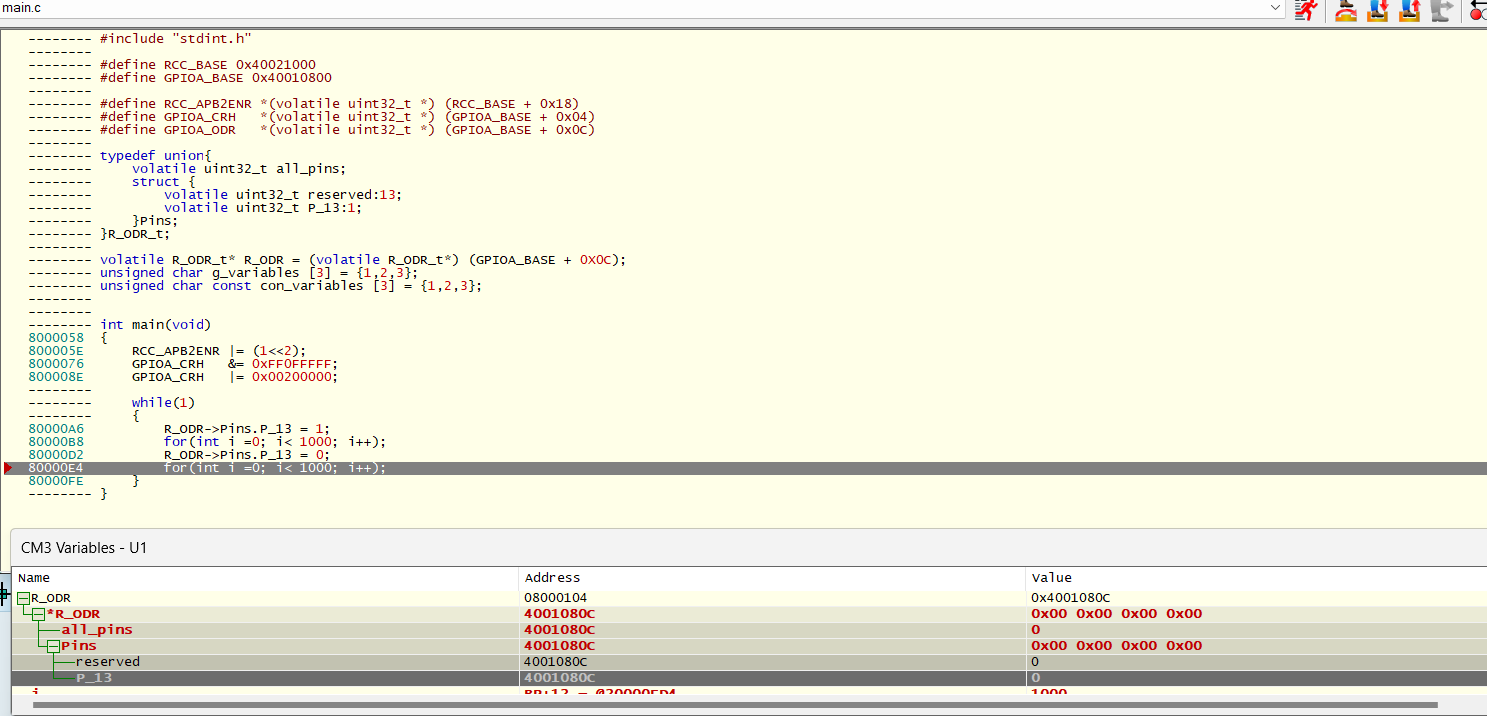 main.c
-------- #include "stdint.h"
--------
-------- #define RCC_BASE 0x40021000
-------- #define GPIOA_BASE 0x40010800
--------
-------- #define RCC_APB2ENR *(volatile uint32_t *) (RCC_BASE + 0x18)
-------- #define GPIOA_CRH   *(volatile uint32_t *) (GPIOA_BASE + 0x04)
-------- #define GPIOA_ODR   *(volatile uint32_t *) (GPIOA_BASE + 0x0C)
--------
-------- typedef union{
--------     volatile uint32_t all_pins;
--------     struct {
--------         volatile uint32_t reserved:13;
--------         volatile uint32_t P_13:1;
--------     }Pins;
-------- }R_ODR_t;
--------
-------- volatile R_ODR_t* R_ODR = (volatile R_ODR_t*) (GPIOA_BASE + 0X0C);
-------- unsigned char g_variables [3] = {1,2,3};
-------- unsigned char const con_variables [3] = {1,2,3};
--------
--------
-------- int main(void)
8000058  {
800005E      RCC_APB2ENR |= (1<<2);
8000076      GPIOA_CRH   &= 0xFF0FFFFF;
800008E      GPIOA_CRH   |= 0x00200000;
--------
--------     while(1)
--------     {
80000A6          R_ODR->Pins.P_13 = 1;
80000B8          for(int i =0; i< 1000; i++);
80000D2          R_ODR->Pins.P_13 = 0;
80000E4          for(int i =0; i< 1000; i++);
80000FE      }
-------- }
CM3 Variables - U1
Name Address Value
R_ODR 08000104 0x4001080C
*R_ODR 4001080C 0x00 0x00 0x00 0x00
all_pins 4001080C 0
Pins 4001080C 0x00 0x00 0x00 0x00
reserved 4001080C 0
P_13 4001080C 0
i 1000